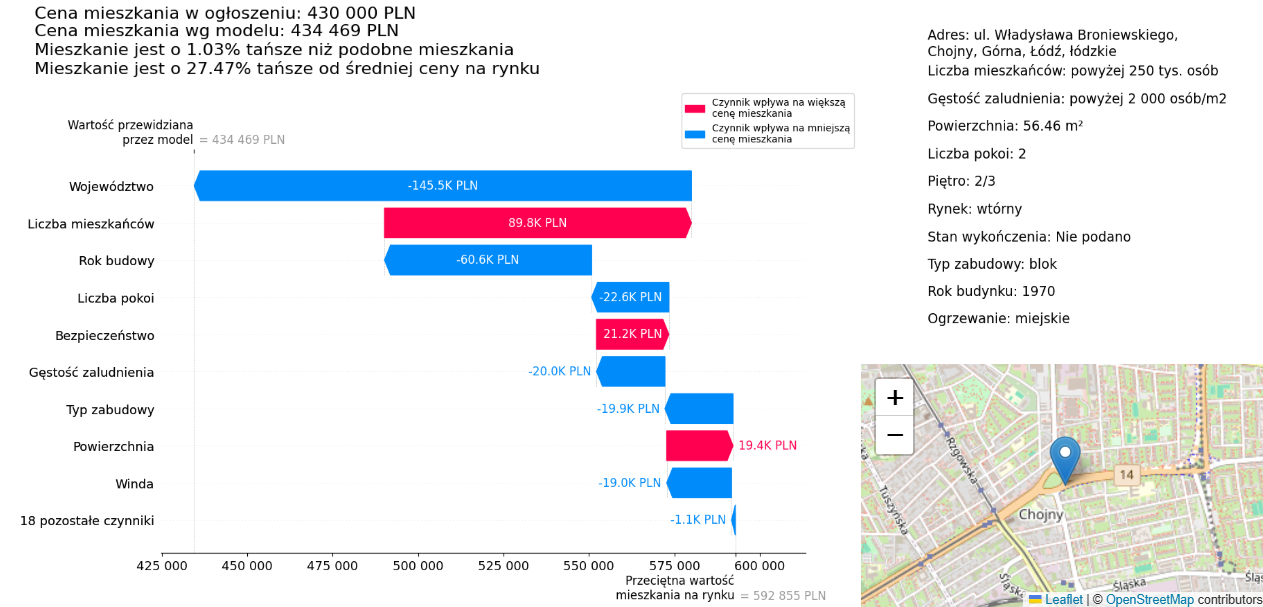 Cena mieszkania w ogłoszeniu: 430 000 PLN
Cena mieszkania wg modelu: 434 469 PLN
Mieszkanie jest o 1.03% tańsze niż podobne mieszkania
Mieszkanie jest o 27.47% tańsze od średniej ceny na rynku
Czynnik wpływa na większą
cenę mieszkania
Czynnik wpływa na mniejszą
cenę mieszkania
Wartość przewidziana
przez model = 434 469 PLN
Województwo -145.5K PLN
Liczba mieszkańców 89.8K PLN
Rok budowy -60.6K PLN
Liczba pokoi -22.6K PLN
Bezpieczeństwo 21.2K PLN
Gęstość zaludnienia -20.0K PLN
Typ zabudowy -19.9K PLN
Powierzchnia 19.4K PLN
Winda -19.0K PLN
18 pozostałe czynniki -1.1K PLN
425 000 450 000 475 000 500 000 525 000 550 000 575 000 600 000
Przeciętna wartość
mieszkania na rynku = 592 855 PLN
Adres: ul. Władysława Broniewskiego,
Chojny, Górna, Łódź, łódzkie
Liczba mieszkańców: powyżej 250 tys. osób
Gęstość zaludnienia: powyżej 2 000 osób/m2
Powierzchnia: 56.46 m²
Liczba pokoi: 2
Piętro: 2/3
Rynek: wtórny
Stan wykończenia: Nie podano
Typ zabudowy: blok
Rok budynku: 1970
Ogrzewanie: miejskie
+
−
Rzgowska
14
Tuszyńska
Chojny
Śląska
Śląs
Leaflet | © OpenStreetMap contributors